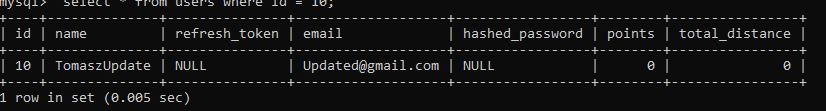 mysql> select * from users where id = 10;
+----+--------------+---------------+-------------------+-----------------+--------+----------------+
| id | name         | refresh_token | email             | hashed_password | points | total_distance |
+----+--------------+---------------+-------------------+-----------------+--------+----------------+
| 10 | TomaszUpdate | NULL          | Updated@gmail.com | NULL            |      0 |              0 |
+----+--------------+---------------+-------------------+-----------------+--------+----------------+
1 row in set (0.005 sec)